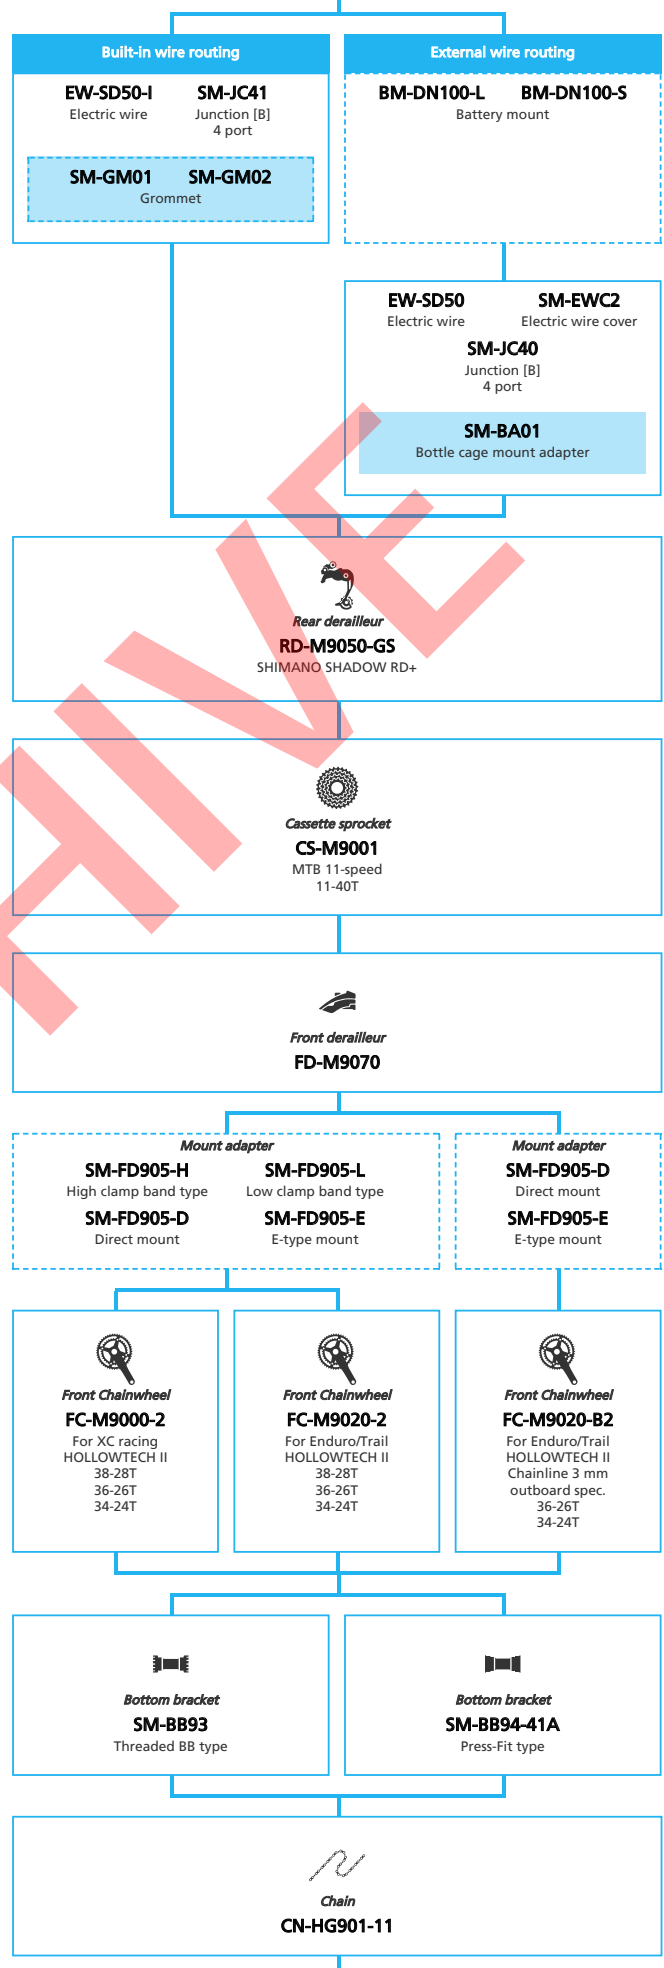 Built-in wire routing
External wire routing
EW-SD50-I
SM-JC41
Electric wire
Junction [B]
4 port
SM-GM01
SM-GM02
Grommet
BM-DN100-L
BM-DN100-S
Battery mount
EW-SD50
SM-EWC2
Electric wire
Electric wire cover
SM-JC40
Junction [B]
4 port
SM-BA01
Bottle cage mount adapter
Rear derailleur
RD-M9050-GS
SHIMANO SHADOW RD+
Cassette sprocket
CS-M9001
MTB 11-speed
11-40T
Front derailleur
FD-M9070
Mount adapter
SM-FD905-H
SM-FD905-L
High clamp band type
Low clamp band type
SM-FD905-D
SM-FD905-E
Direct mount
E-type mount
Mount adapter
SM-FD905-D
Direct mount
SM-FD905-E
E-type mount
Front Chainwheel
FC-M9000-2
For XC racing
HOLLOWTECH II
38-28T
36-26T
34-24T
Front Chainwheel
FC-M9020-2
For Enduro/Trail
HOLLOWTECH II
38-28T
36-26T
34-24T
Front Chainwheel
FC-M9020-B2
For Enduro/Trail
HOLLOWTECH II
Chainline 3 mm
outboard spec.
36-26T
34-24T
Bottom bracket
SM-BB93
Threaded BB type
Bottom bracket
SM-BB94-41A
Press-Fit type
Chain
CN-HG901-11
HIVE